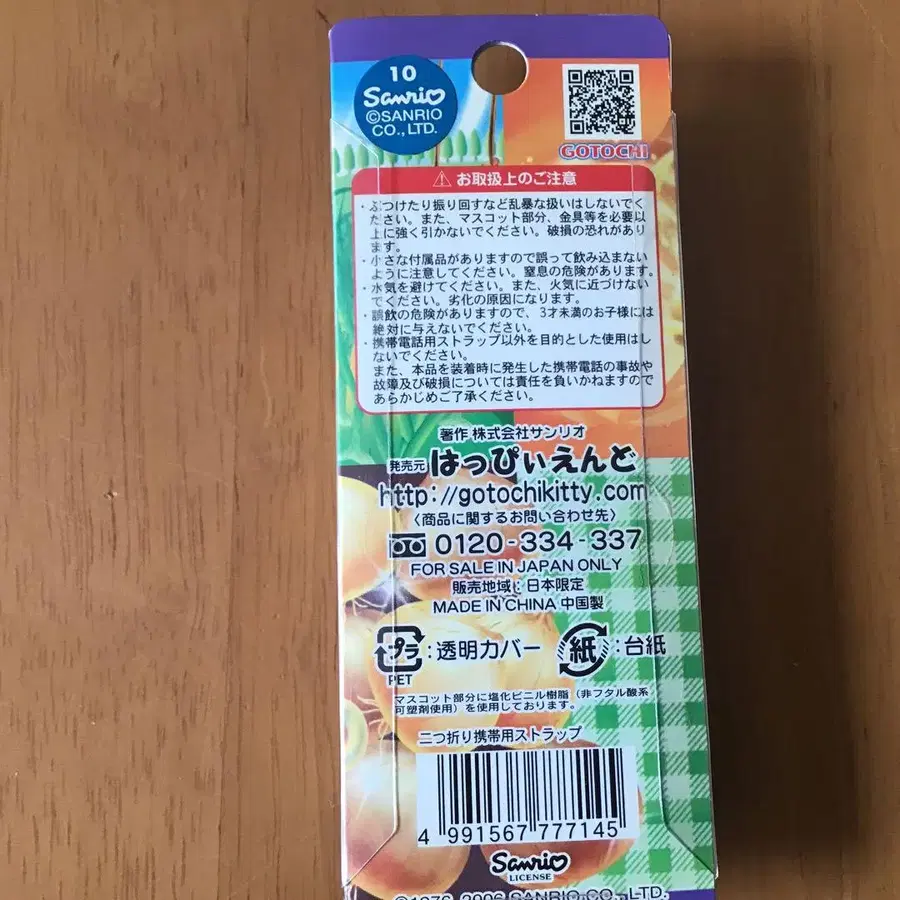 10
Sanrio
©SANRIO
CO., LTD.
GOTOCHI
お取扱上のご注意
・ぶつけたり振り回すなど乱暴な扱いはしないでく
ださい。また、マスコット部分、金具等を必要以
上に強く引かないでください。破損の恐れがあり
ます。
・小さな付属品がありますので誤って飲み込まない
ように注意してください。窒息の危険があります。
・水気を避けてください。また、火気に近づけない
でください。劣化の原因になります。
・誤飲の危険がありますので、3才未満のお子様には
絶対に与えないでください。
・携帯電話用ストラップ以外を目的とした使用はし
ないでください。
また、本品を装着時に発生した携帯電話の事故や
故障及び破損については責任を負いかねますので
あらかじめご了承ください。
著作 株式会社サンリオ
発売元 はっぴぃえんど
http://gotochikitty.com
〈商品に関するお問い合わせ先〉
0120-334-337
FOR SALE IN JAPAN ONLY
販売地域:日本限定
MADE IN CHINA 中国製
プラ:透明カバー 紙:台紙
PET
マスコット部分に塩化ビニル樹脂(非フタル酸系
可塑剤使用)を使用しております。
二つ折り携帯用ストラップ
4 991567 777145
Sanrio
LICENSE
©1976, 2006 SANRIO CO., LTD.